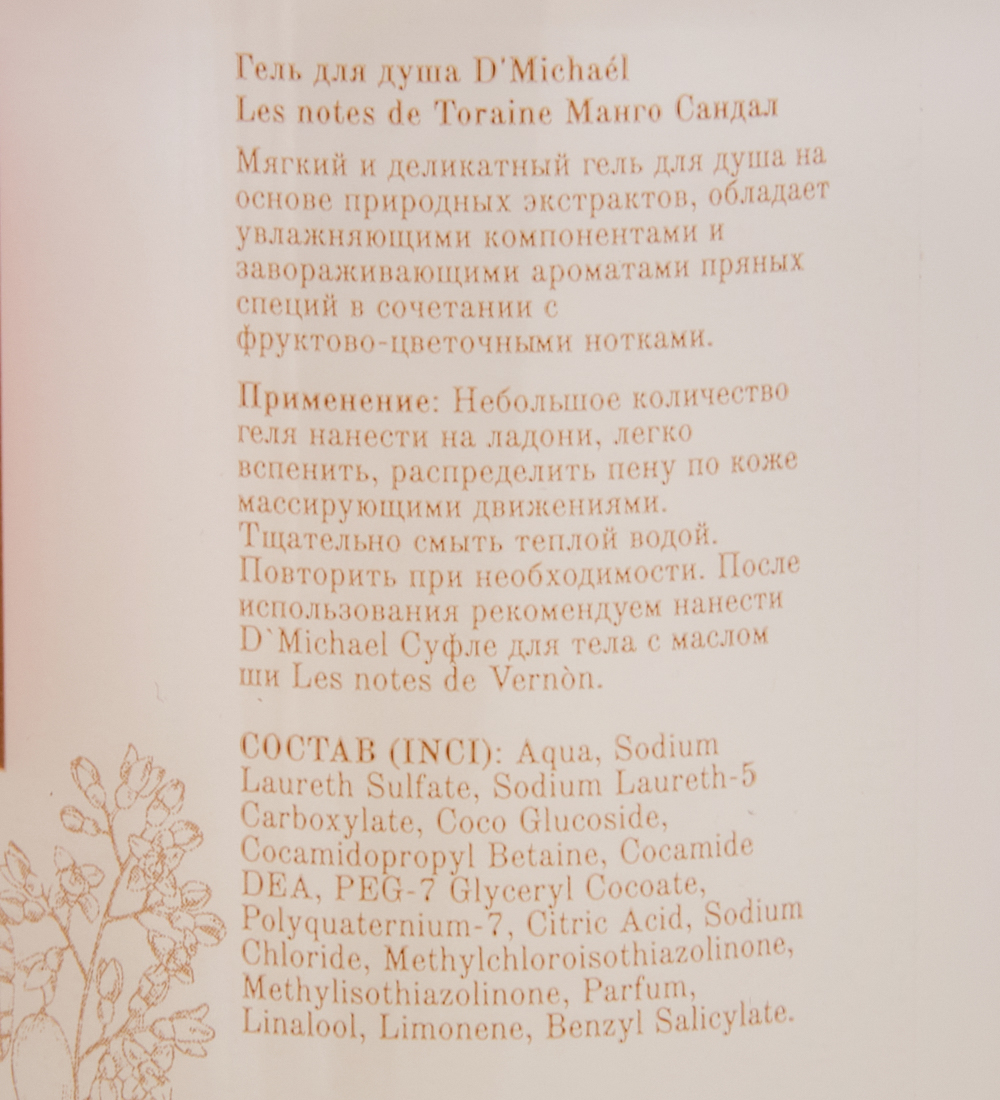 Гель для душа D'Michaél
Les notes de Toraine Манго Сандал
Мягкий и деликатный гель для душа на
основе природных экстрактов, обладает
увлажняющими компонентами и
завораживающими ароматами пряных
специй в сочетании с
фруктово-цветочными нотками.
Применение: Небольшое количество
геля нанести на ладони, легко
вспенить, распределить пену по коже
массирующими движениями.
Тщательно смыть теплой водой.
Повторить при необходимости. После
использования рекомендуем нанести
D`Michael Суфле для тела с маслом
ши Les notes de Vernòn.
СОСТАВ (INCI): Aqua, Sodium
Laureth Sulfate, Sodium Laureth-5
Carboxylate, Coco Glucoside,
Cocamidopropyl Betaine, Cocamide
DEA, PEG-7 Glyceryl Cocoate,
Polyquaternium-7, Citric Acid, Sodium
Chloride, Methylchloroisothiazolinone,
Methylisothiazolinone, Parfum,
Linalool, Limonene, Benzyl Salicylate.